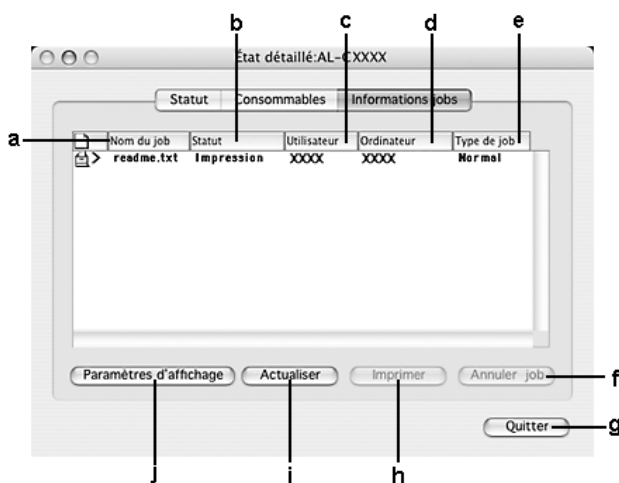 b c d e
État détaillé:AL-CXXXX
Statut Consommables Informations jobs
a
Nom du job Statut Utilisateur Ordinateur Type de job
readme.txt Impression XXXX XXXX Normal
Paramètres d'affichage Actualiser Imprimer Annuler job
f
Quitter
g
j i h